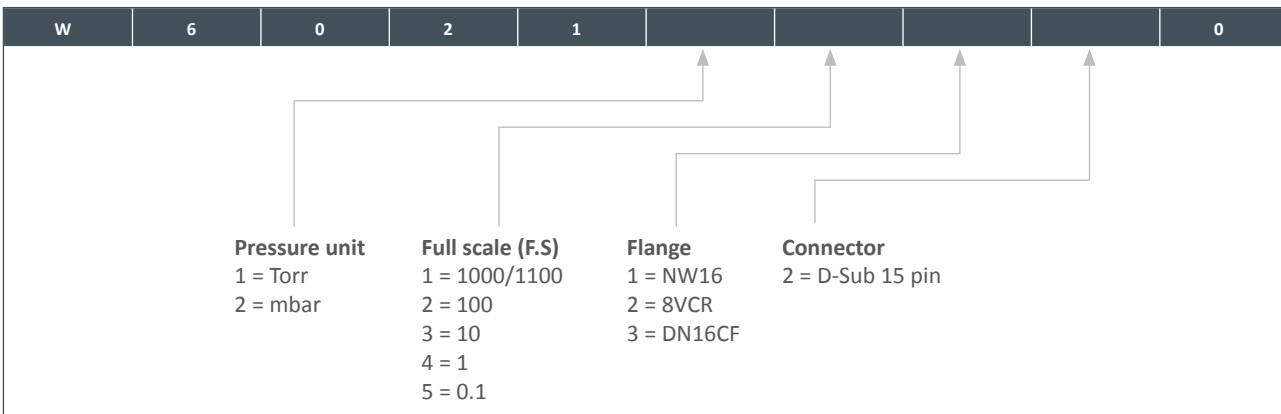 W 6 0 2 1 0
Pressure unit
1 = Torr
2 = mbar
Full scale (F.S)
1 = 1000/1100
2 = 100
3 = 10
4 = 1
5 = 0.1
Flange
1 = NW16
2 = 8VCR
3 = DN16CF
Connector
2 = D-Sub 15 pin